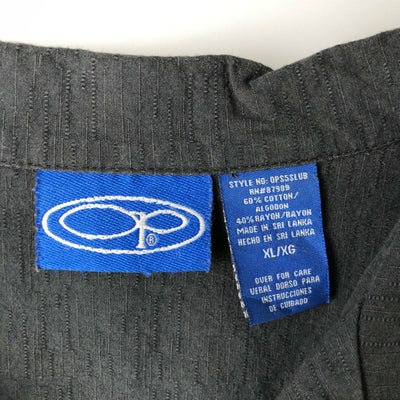 op®
STYLE NO: OPS5SLUB
RN#87989
60% COTTON/
ALGODON
40% RAYON/RAYON
MADE IN SRI LANKA
HECHO EN SRI LANKA
XL/XG
OVER FOR CARE
VERAL DORSO PARA
INSTRUCCIONES
DE CUIDADO